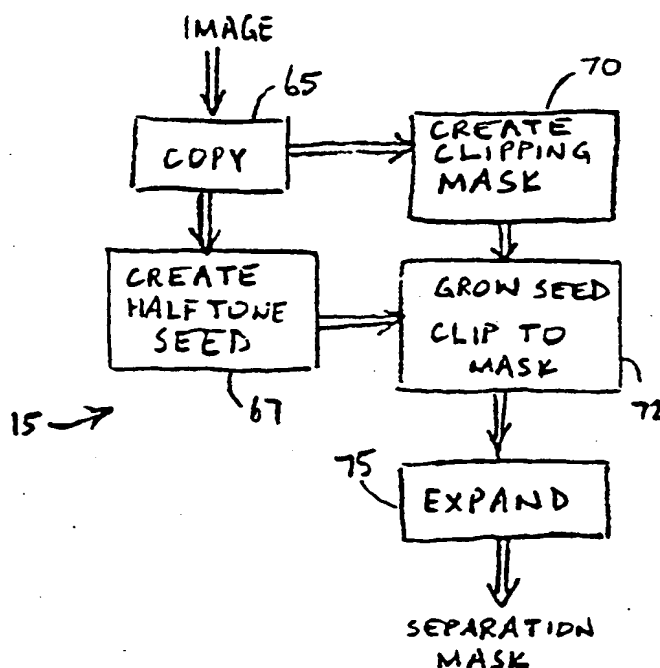 IMAGE
65
COPY
70
CREATE
CLIPPING
MASK
CREATE
HALFTONE
SEED
67
GROW SEED
CLIP TO
MASK
72
15
75
EXPAND
SEPARATION
MASK